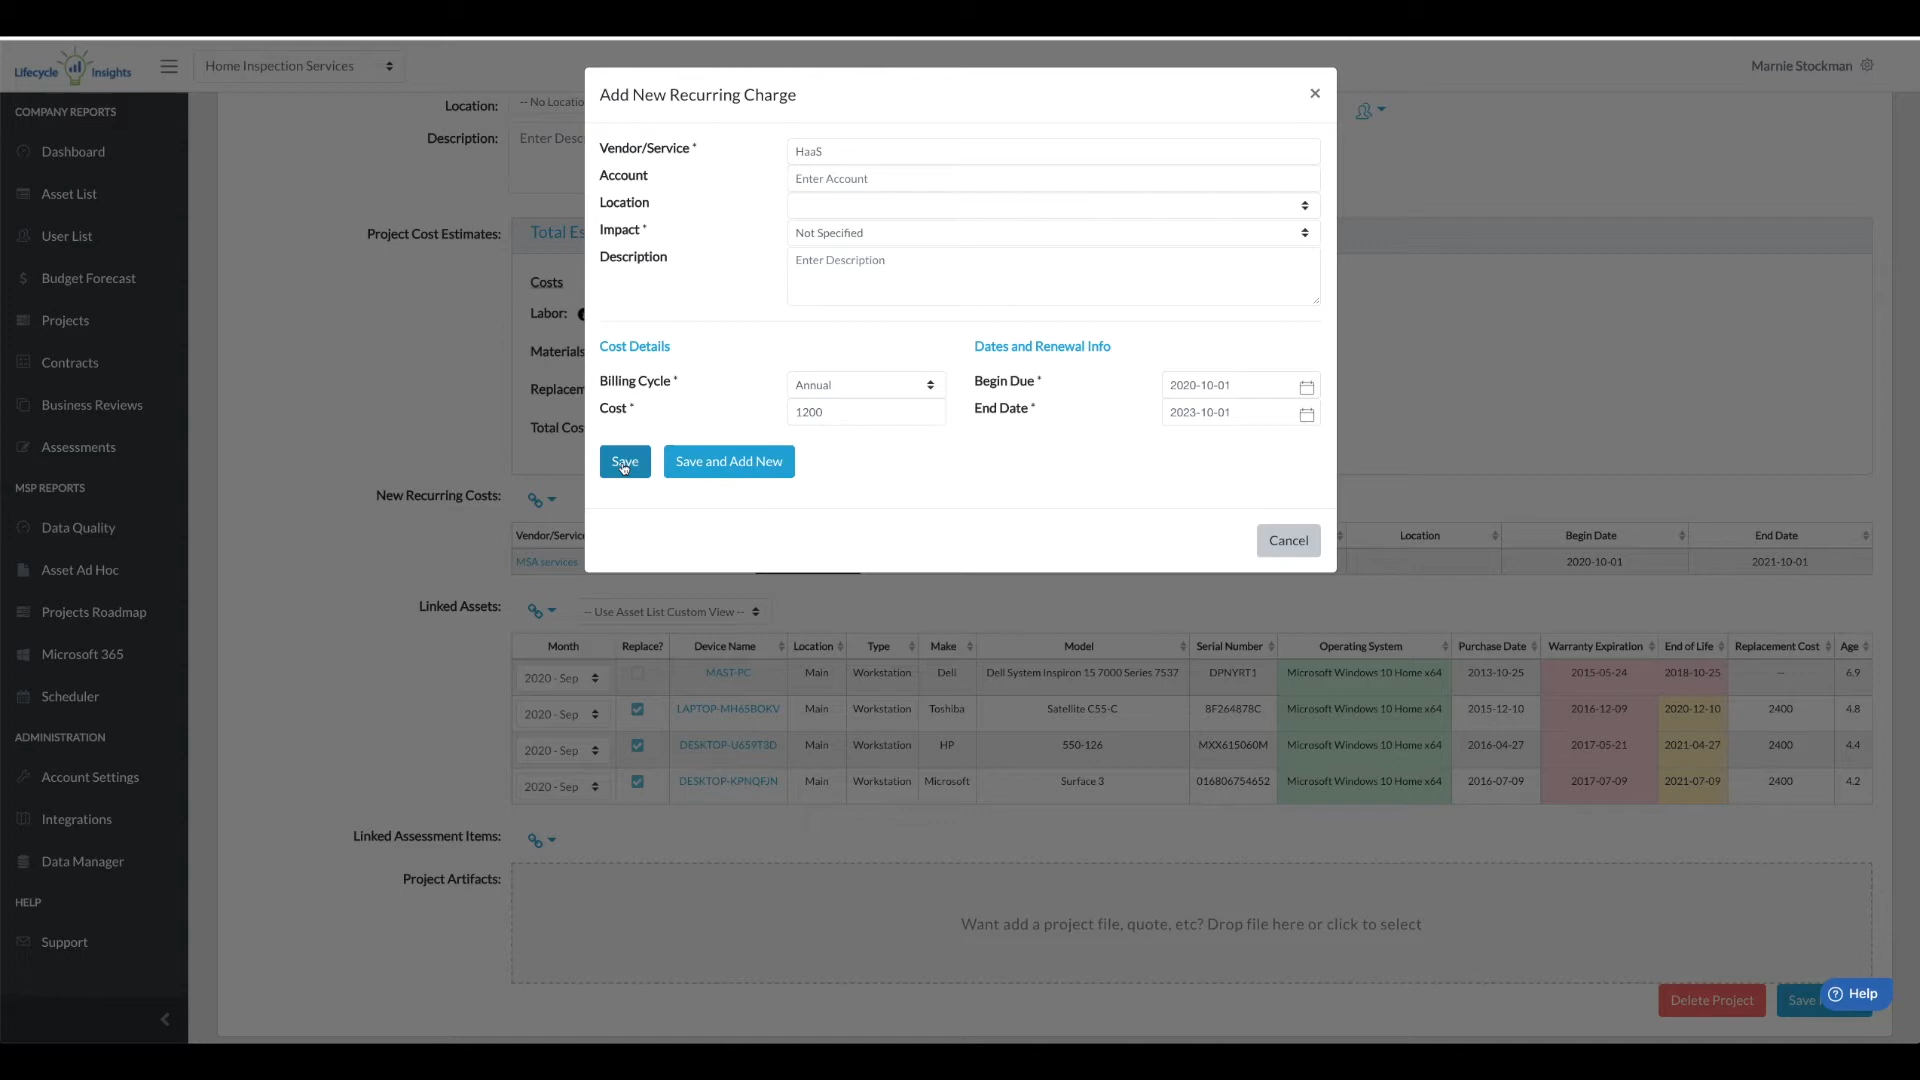 Lifecycle Insights
Home Inspection Services
Marnie Stockman
COMPANY REPORTS
Dashboard
Asset List
User List
Budget Forecast
Projects
Contracts
Business Reviews
Assessments
MSP REPORTS
Data Quality
Asset Ad Hoc
Projects Roadmap
Microsoft 365
Scheduler
ADMINISTRATION
Account Settings
Integrations
Data Manager
HELP
Support
Location: -- No Locatio
Description: Enter Desc
Project Cost Estimates: Total Es
Costs
Labor:
Materials
Replacem
Total Cos
Add New Recurring Charge ×
Vendor/Service * HaaS
Account Enter Account
Location
Impact * Not Specified
Description Enter Description
Cost Details Dates and Renewal Info
Billing Cycle * Annual Begin Due * 2020-10-01
Cost * 1200 End Date * 2023-10-01
Save Save and Add New
Cancel
New Recurring Costs:
Vendor/Service Location Begin Date End Date
MSA services 2020-10-01 2021-10-01
Linked Assets: -- Use Asset List Custom View --
Month Replace? Device Name Location Type Make Model Serial Number Operating System Purchase Date Warranty Expiration End of Life Replacement Cost Age
2020 - Sep MAST-PC Main Workstation Dell Dell System Inspiron 15 7000 Series 7537 DPNYRT1 Microsoft Windows 10 Home x64 2013-10-25 2015-05-24 2018-10-25 -- 6.9
2020 - Sep LAPTOP-MH65BOKV Main Workstation Toshiba Satellite C55-C 8F264878C Microsoft Windows 10 Home x64 2015-12-10 2016-12-09 2020-12-10 2400 4.8
2020 - Sep DESKTOP-U659T3D Main Workstation HP 550-126 MXX615060M Microsoft Windows 10 Home x64 2016-04-27 2017-05-21 2021-04-27 2400 4.4
2020 - Sep DESKTOP-KPNQFJN Main Workstation Microsoft Surface 3 016806754652 Microsoft Windows 10 Home x64 2016-07-09 2017-07-09 2021-07-09 2400 4.2
Linked Assessment Items:
Project Artifacts:
Want add a project file, quote, etc? Drop file here or click to select
Delete Project Save
Help